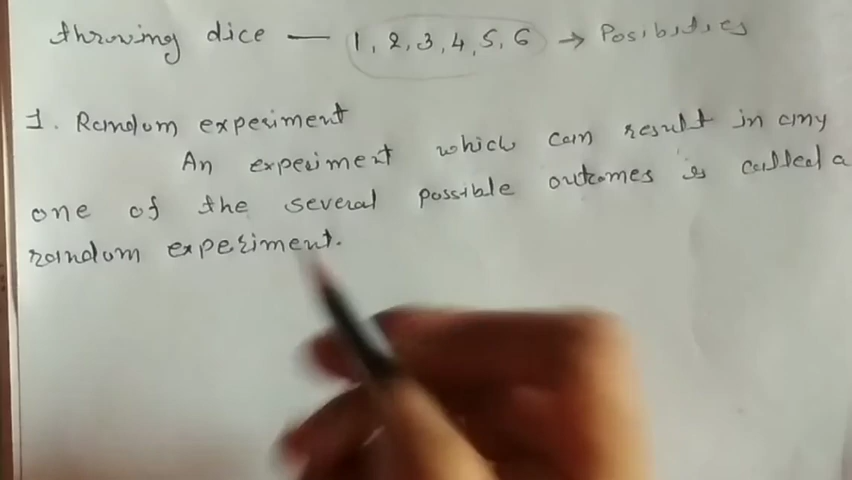 throwing dice — 1, 2, 3, 4, 5, 6 → Posibities
1. Random experiment
An experiment which can result in any
one of the several possible outcomes is called a
random experiment.